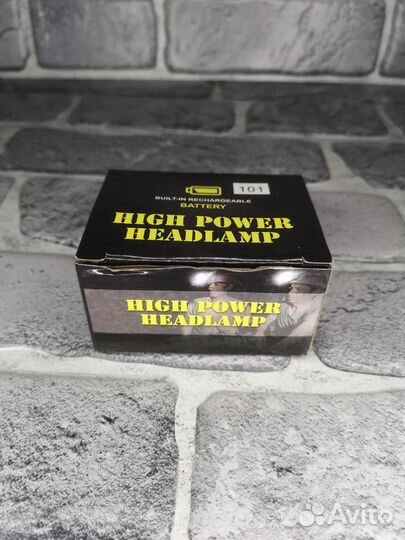 101
BUILT-IN RECHARGEABLE
BATTERY
HIGH POWER
HEADLAMP
HIGH POWER
HEADLAMP
Avito